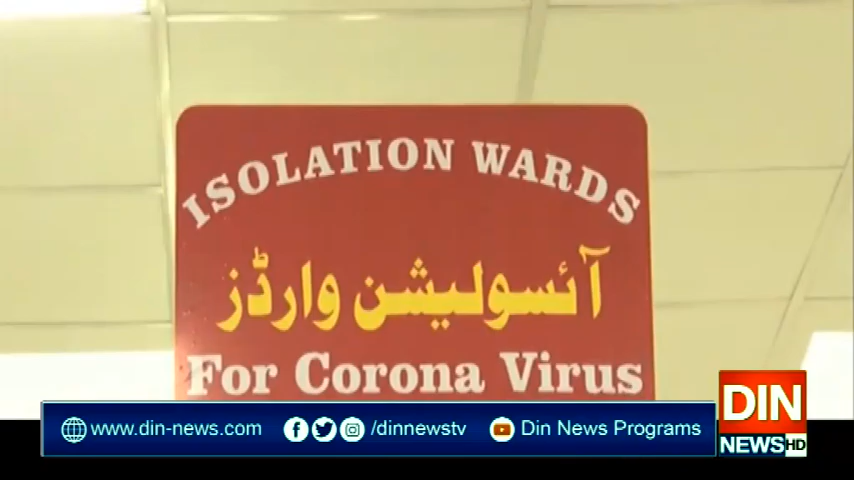 ISOLATION WARDS
آئسولیشن وارڈز
For Corona Virus
www.din-news.com /dinnewstv Din News Programs
DIN
NEWS HD